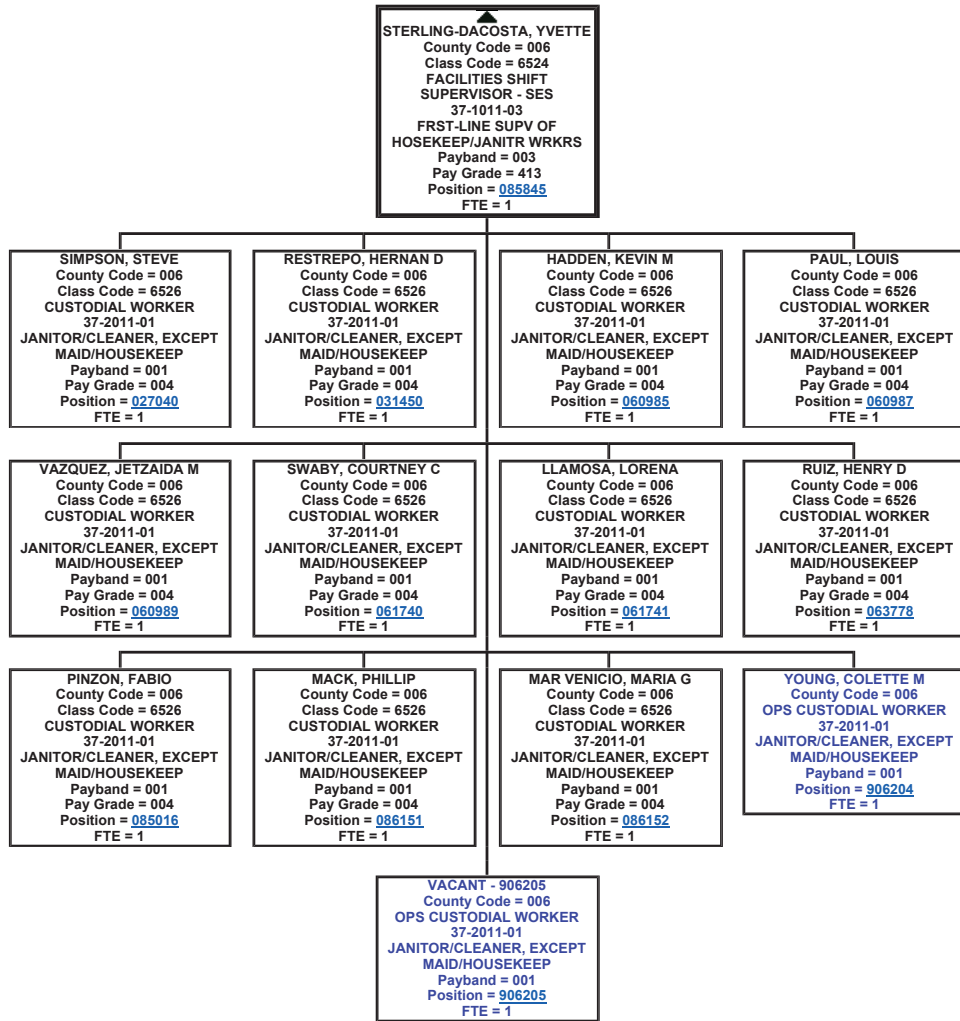 STERLING-DACOSTA, YVETTE
County Code = 006
Class Code = 6524
FACILITIES SHIFT
SUPERVISOR - SES
37-1011-03
FRST-LINE SUPV OF
HOSEKEEP/JANITR WRKRS
Payband = 003
Pay Grade = 413
Position = 085845
FTE = 1
SIMPSON, STEVE
County Code = 006
Class Code = 6526
CUSTODIAL WORKER
37-2011-01
JANITOR/CLEANER, EXCEPT
MAID/HOUSEKEEP
Payband = 001
Pay Grade = 004
Position = 027040
FTE = 1
RESTREPO, HERNAN D
County Code = 006
Class Code = 6526
CUSTODIAL WORKER
37-2011-01
JANITOR/CLEANER, EXCEPT
MAID/HOUSEKEEP
Payband = 001
Pay Grade = 004
Position = 031450
FTE = 1
HADDEN, KEVIN M
County Code = 006
Class Code = 6526
CUSTODIAL WORKER
37-2011-01
JANITOR/CLEANER, EXCEPT
MAID/HOUSEKEEP
Payband = 001
Pay Grade = 004
Position = 060985
FTE = 1
PAUL, LOUIS
County Code = 006
Class Code = 6526
CUSTODIAL WORKER
37-2011-01
JANITOR/CLEANER, EXCEPT
MAID/HOUSEKEEP
Payband = 001
Pay Grade = 004
Position = 060987
FTE = 1
VAZQUEZ, JETZAIDA M
County Code = 006
Class Code = 6526
CUSTODIAL WORKER
37-2011-01
JANITOR/CLEANER, EXCEPT
MAID/HOUSEKEEP
Payband = 001
Pay Grade = 004
Position = 060989
FTE = 1
SWABY, COURTNEY C
County Code = 006
Class Code = 6526
CUSTODIAL WORKER
37-2011-01
JANITOR/CLEANER, EXCEPT
MAID/HOUSEKEEP
Payband = 001
Pay Grade = 004
Position = 061740
FTE = 1
LLAMOSA, LORENA
County Code = 006
Class Code = 6526
CUSTODIAL WORKER
37-2011-01
JANITOR/CLEANER, EXCEPT
MAID/HOUSEKEEP
Payband = 001
Pay Grade = 004
Position = 061741
FTE = 1
RUIZ, HENRY D
County Code = 006
Class Code = 6526
CUSTODIAL WORKER
37-2011-01
JANITOR/CLEANER, EXCEPT
MAID/HOUSEKEEP
Payband = 001
Pay Grade = 004
Position = 063778
FTE = 1
PINZON, FABIO
County Code = 006
Class Code = 6526
CUSTODIAL WORKER
37-2011-01
JANITOR/CLEANER, EXCEPT
MAID/HOUSEKEEP
Payband = 001
Pay Grade = 004
Position = 085016
FTE = 1
MACK, PHILLIP
County Code = 006
Class Code = 6526
CUSTODIAL WORKER
37-2011-01
JANITOR/CLEANER, EXCEPT
MAID/HOUSEKEEP
Payband = 001
Pay Grade = 004
Position = 086151
FTE = 1
MAR VENICIO, MARIA G
County Code = 006
Class Code = 6526
CUSTODIAL WORKER
37-2011-01
JANITOR/CLEANER, EXCEPT
MAID/HOUSEKEEP
Payband = 001
Pay Grade = 004
Position = 086152
FTE = 1
YOUNG, COLETTE M
County Code = 006
OPS CUSTODIAL WORKER
37-2011-01
JANITOR/CLEANER, EXCEPT
MAID/HOUSEKEEP
Payband = 001
Position = 906204
FTE = 1
VACANT - 906205
County Code = 006
OPS CUSTODIAL WORKER
37-2011-01
JANITOR/CLEANER, EXCEPT
MAID/HOUSEKEEP
Payband = 001
Position = 906205
FTE = 1